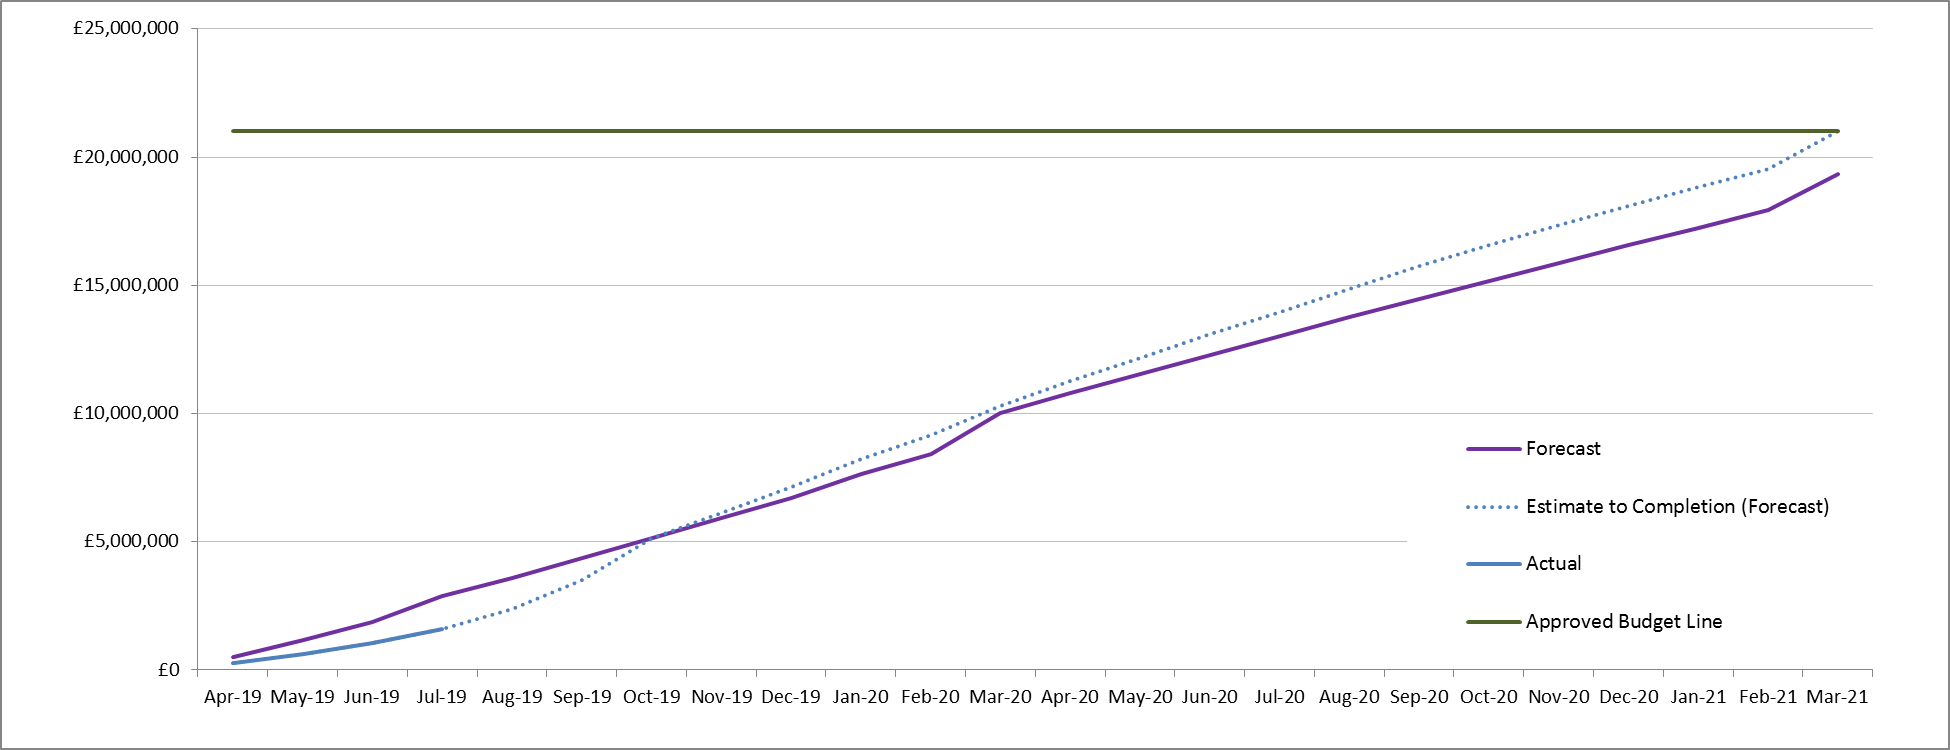 £25,000,000
£20,000,000
£15,000,000
£10,000,000
£5,000,000
£0
Apr-19 May-19 Jun-19 Jul-19 Aug-19 Sep-19 Oct-19 Nov-19 Dec-19 Jan-20 Feb-20 Mar-20 Apr-20 May-20 Jun-20 Jul-20 Aug-20 Sep-20 Oct-20 Nov-20 Dec-20 Jan-21 Feb-21 Mar-21
Forecast
Estimate to Completion (Forecast)
Actual
Approved Budget Line